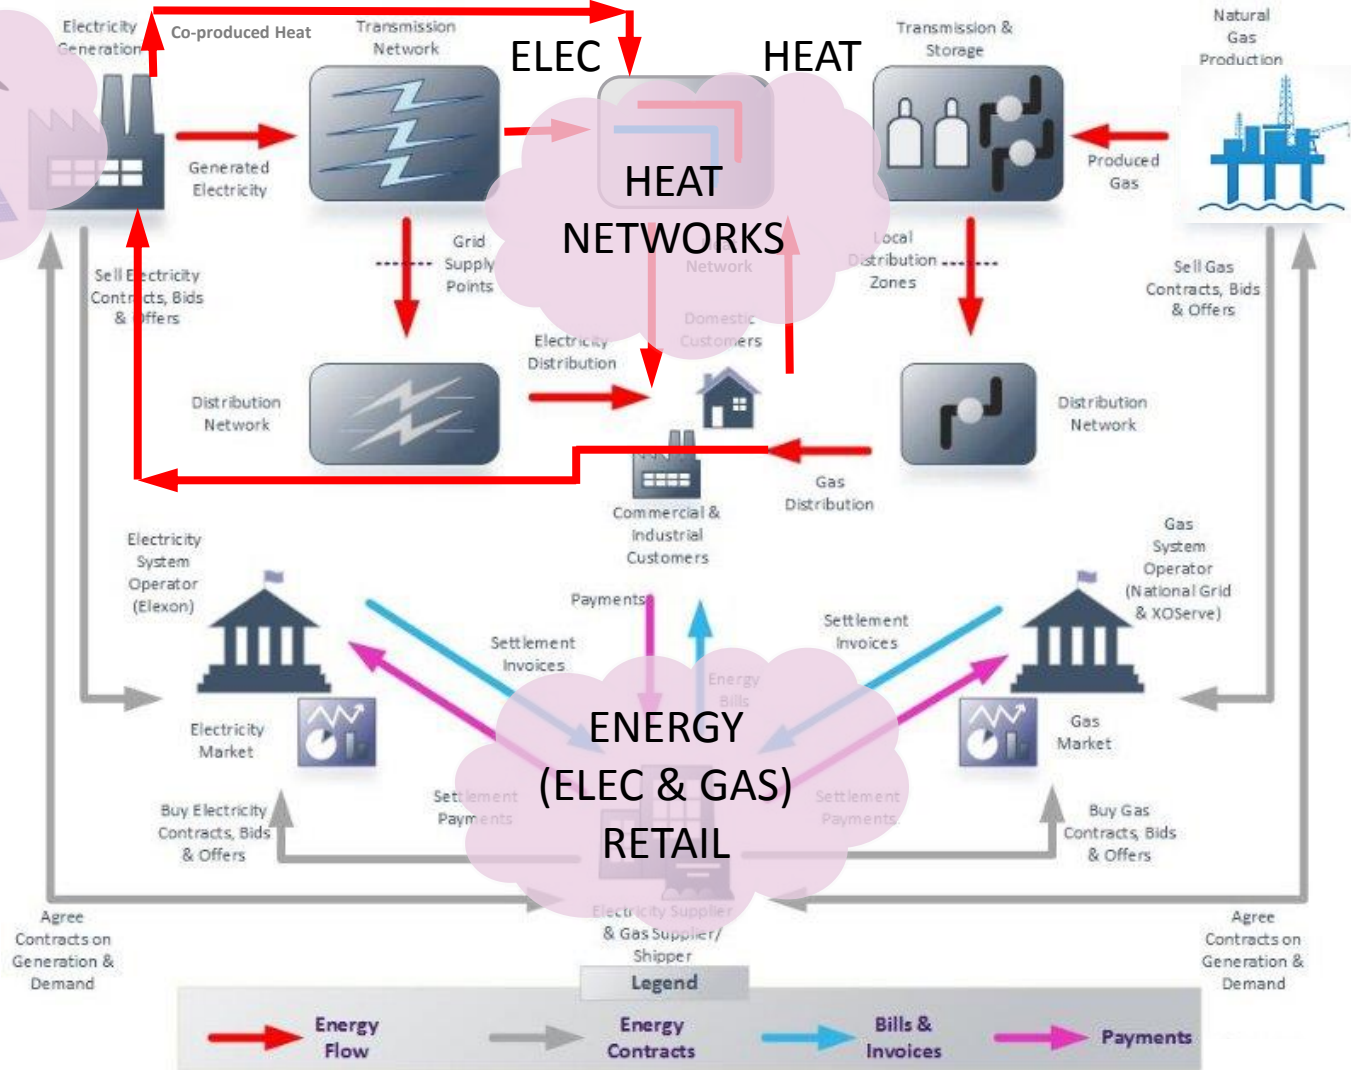 Electricity
Generation
Co-produced Heat
Transmission
Network
ELEC
HEAT
Transmission &
Storage
Natural
Gas
Production
Generated
Electricity
HEAT
NETWORKS
Network
Produced
Gas
Sell Electricity
Contracts, Bids
& Offers
Grid
Supply
Points
Local
Distribution
Zones
Sell Gas
Contracts, Bids
& Offers
Electricity
Distribution
Domestic
Customers
Distribution
Network
Distribution
Network
Gas
Distribution
Commercial &
Industrial
Customers
Electricity
System
Operator
(Elexon)
Gas
System
Operator
(National Grid
& XOServe)
Payments
Settlement
Invoices
Settlement
Invoices
Energy
Bills
Electricity
Market
Gas
Market
ENERGY
(ELEC & GAS)
RETAIL
Settlement
Payments
Settlement
Payments
Buy Electricity
Contracts, Bids
& Offers
Buy Gas
Contracts, Bids
& Offers
Agree
Contracts on
Generation &
Demand
Electricity Supplier
& Gas Supplier/
Shipper
Agree
Contracts on
Generation &
Demand
Legend
Energy
Flow
Energy
Contracts
Bills &
Invoices
Payments